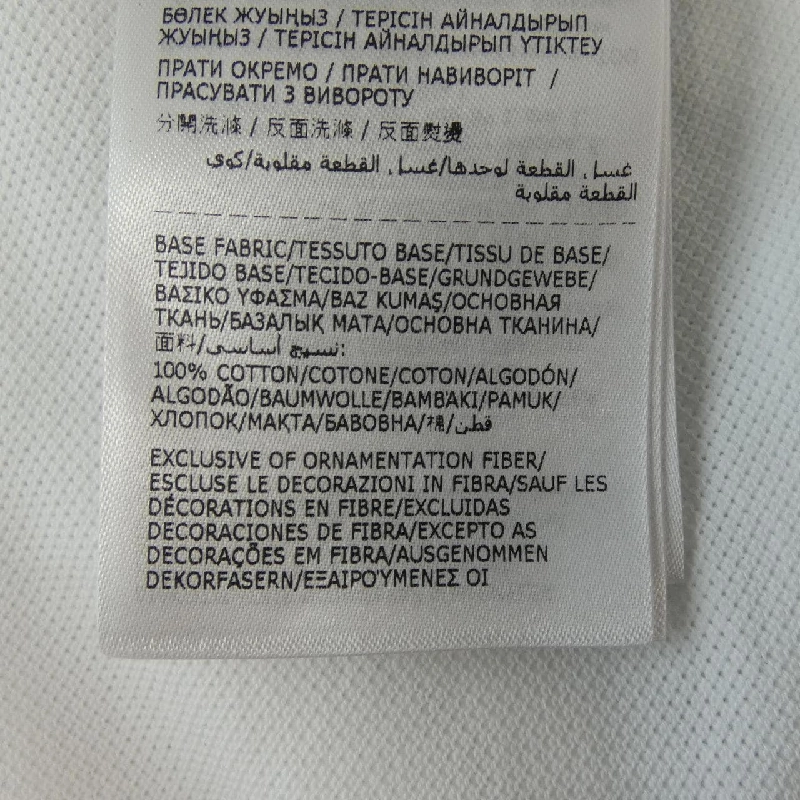 БӨЛЕК ЖУЫҢЫЗ / ТЕРІСІН АЙНАЛДЫРЫП
ЖУЫҢЫЗ / ТЕРІСІН АЙНАЛДЫРЫП ҮТІКТЕУ
ПРАТИ ОКРЕМО / ПРАТИ НАВИВОРІТ /
ПРАСУВАТИ З ВИВОРОТУ
分開洗滌 / 反面洗滌 / 反面熨燙
غسل القطعة لوحدها/غسل القطعة مقلوبة/كوي
القطعة مقلوبة
BASE FABRIC/TESSUTO BASE/TISSU DE BASE/
TEJIDO BASE/TECIDO-BASE/GRUNDGEWEBE/
ΒΑΣΙΚΟ ΥΦΑΣΜΑ/BAZ KUMAŞ/ОСНОВНАЯ
ТКАНЬ/БАЗАЛЫҚ МАТА/ОСНОВНА ТКАНИНА/
面料/نسيج أساسي:
100% COTTON/COTONE/COTON/ALGODÓN/
ALGODÃO/BAUMWOLLE/ΒΑΜΒΆΚΙ/PAMUK/
ХЛОПОК/МАҚТА/БАВОВНА/棉/قطن
EXCLUSIVE OF ORNAMENTATION FIBER/
ESCLUSE LE DECORAZIONI IN FIBRA/SAUF LES
DÉCORATIONS EN FIBRE/EXCLUIDAS
DECORACIONES DE FIBRA/EXCEPTO AS
DECORAÇÕES EM FIBRA/AUSGENOMMEN
DEKORFASERN/ΕΞΑΙΡΟΎΜΕΝΕΣ ΟΙ